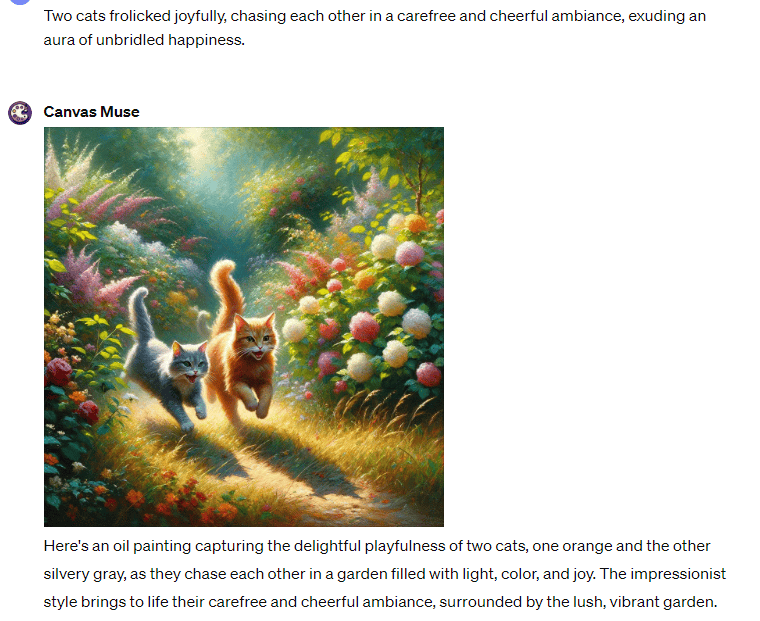 Two cats frolicked joyfully, chasing each other in a carefree and cheerful ambiance, exuding an
aura of unbridled happiness.
Canvas Muse
Here's an oil painting capturing the delightful playfulness of two cats, one orange and the other
silvery gray, as they chase each other in a garden filled with light, color, and joy. The impressionist
style brings to life their carefree and cheerful ambiance, surrounded by the lush, vibrant garden.